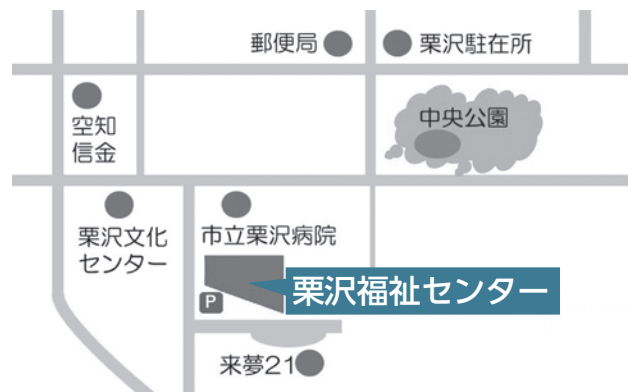 郵便局
栗沢駐在所
空知
信金
中央公園
栗沢文化
センター
市立栗沢病院
P
栗沢福祉センター
来夢21